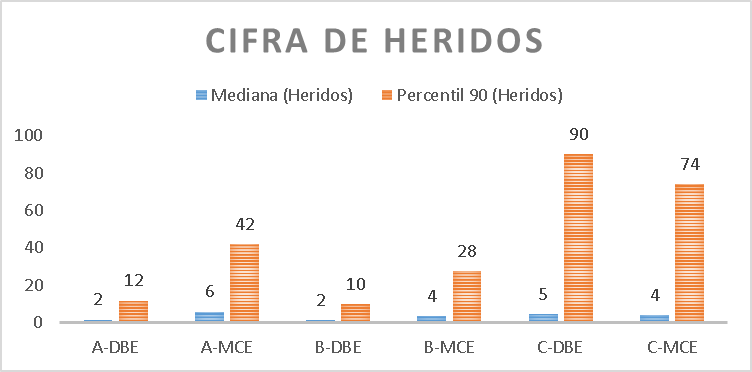 CIFRA DE HERIDOS
Mediana (Heridos) Percentil 90 (Heridos)
100
80
60
40
20
0
2 12 6 42 2 10 4 28 5 90 4 74
A-DBE A-MCE B-DBE B-MCE C-DBE C-MCE